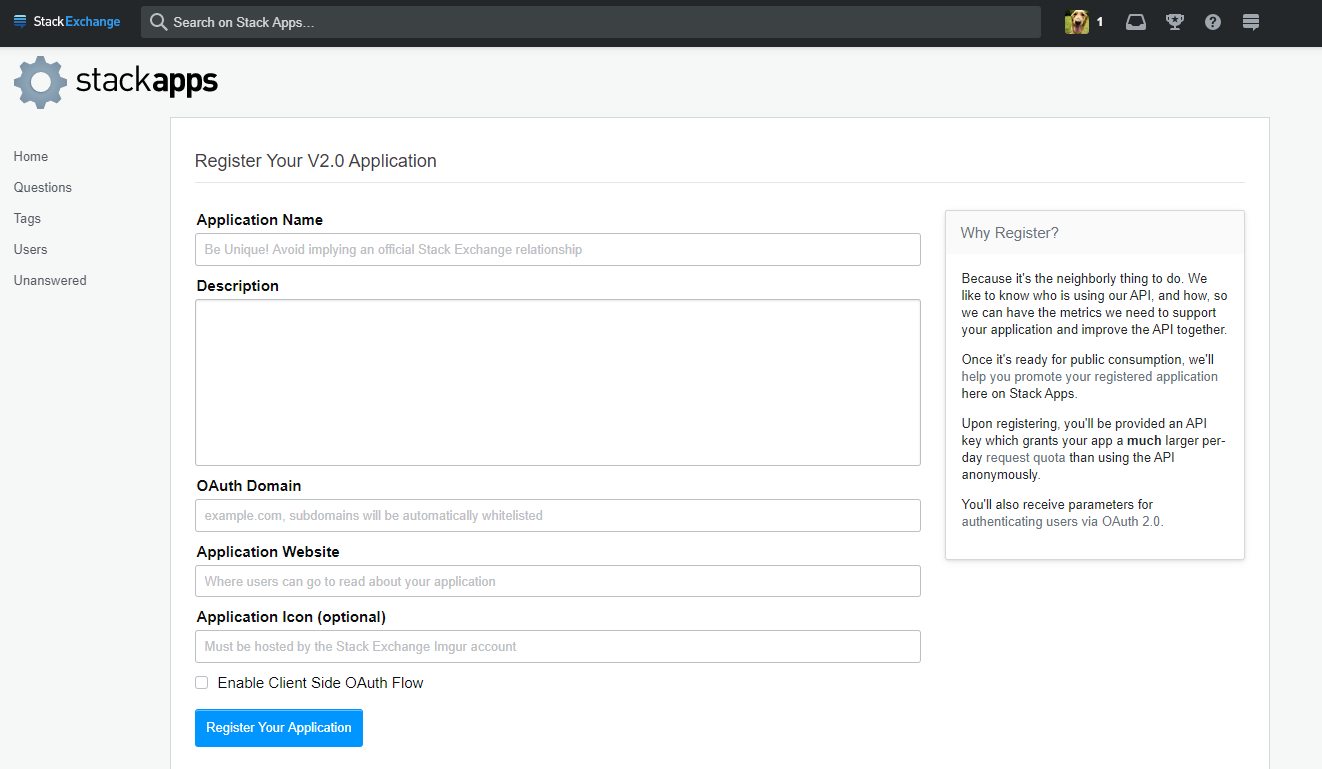 StackExchange
Search on Stack Apps...
1
stackapps
Home
Questions
Tags
Users
Unanswered
Register Your V2.0 Application
Application Name
Be Unique! Avoid implying an official Stack Exchange relationship
Description
OAuth Domain
example.com, subdomains will be automatically whitelisted
Application Website
Where users can go to read about your application
Application Icon (optional)
Must be hosted by the Stack Exchange Imgur account
Enable Client Side OAuth Flow
Register Your Application
Why Register?
Because it's the neighborly thing to do. We
like to know who is using our API, and how, so
we can have the metrics we need to support
your application and improve the API together.
Once it's ready for public consumption, we'll
help you promote your registered application
here on Stack Apps.
Upon registering, you'll be provided an API
key which grants your app a much larger per-
day request quota than using the API
anonymously.
You'll also receive parameters for
authenticating users via OAuth 2.0.